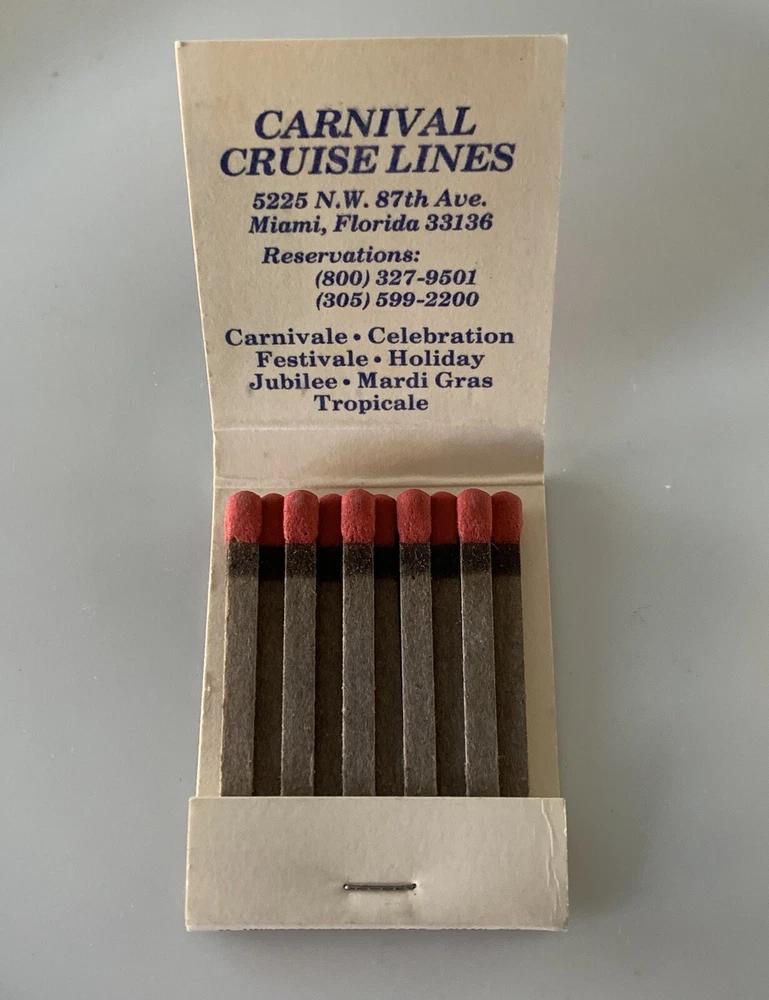 CARNIVAL
CRUISE LINES
5225 N.W. 87th Ave.
Miami, Florida 33136
Reservations:
(800) 327-9501
(305) 599-2200
Carnivale • Celebration
Festivale • Holiday
Jubilee • Mardi Gras
Tropicale